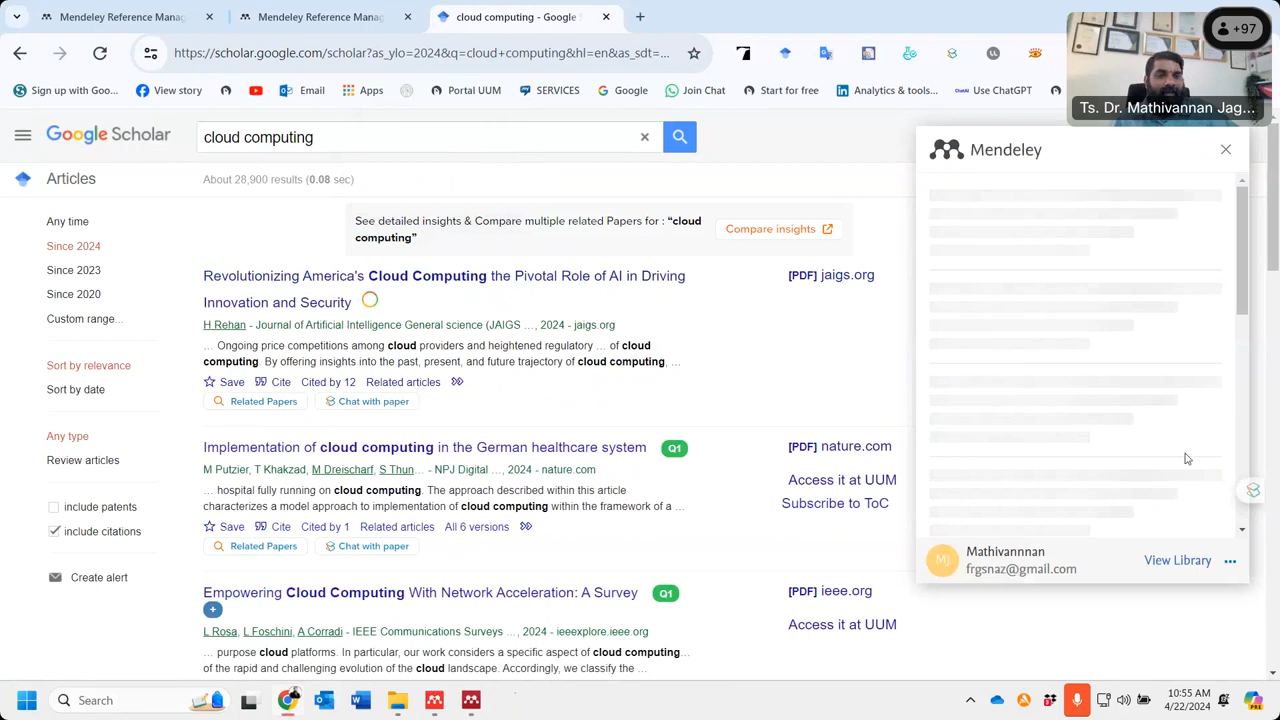 Mendeley Reference Mana
Mendeley Reference Mana
cloud computing - Google S
+97
https://scholar.google.com/scholar?as_ylo=2024&q=cloud+computing&hl=en&as_sdt=...
Sign up with Goo...
View story
Email
Apps
Portal UUM
SERVICES
Google
Join Chat
Start for free
Analytics & tools...
Use ChatGPT
Ts. Dr. Mathivannan Jag...
Google Scholar
cloud computing
Mendeley
Articles
About 28,900 results (0.08 sec)
Any time
Since 2024
Since 2023
Since 2020
Custom range...
Sort by relevance
Sort by date
Any type
Review articles
include patents
include citations
Create alert
See detailed insights & Compare multiple related Papers for : “cloud
computing”
Compare insights
Revolutionizing America's Cloud Computing the Pivotal Role of AI in Driving
Innovation and Security
[PDF] jaigs.org
H Rehan - Journal of Artificial Intelligence General science (JAIGS ..., 2024 - jaigs.org
... Ongoing price competitions among cloud providers and heightened regulatory ... of cloud
computing. By offering insights into the past, present, and future trajectory of cloud computing, ...
Save Cite Cited by 12 Related articles
Related Papers Chat with paper
Implementation of cloud computing in the German healthcare system Q1
[PDF] nature.com
M Putzier, T Khakzad, M Dreischarf, S Thun... - NPJ Digital ..., 2024 - nature.com
Access it at UUM
Subscribe to ToC
... hospital fully running on cloud computing. The approach described within this article
characterizes a model approach to implementation of cloud computing within the framework of a ...
Save Cite Cited by 1 Related articles All 6 versions
Related Papers Chat with paper
Empowering Cloud Computing With Network Acceleration: A Survey Q1
[PDF] ieee.org
Access it at UUM
L Rosa, L Foschini, A Corradi - IEEE Communications Surveys ..., 2024 - ieeexplore.ieee.org
... purpose cloud platforms. In particular, our work considers a specific aspect of cloud computing...
of the rapid and challenging evolution of the cloud landscape. Accordingly, we classify the ...
MJ
Mathivannnan
frgsnaz@gmail.com
View Library
Search
10:55 AM
4/22/2024